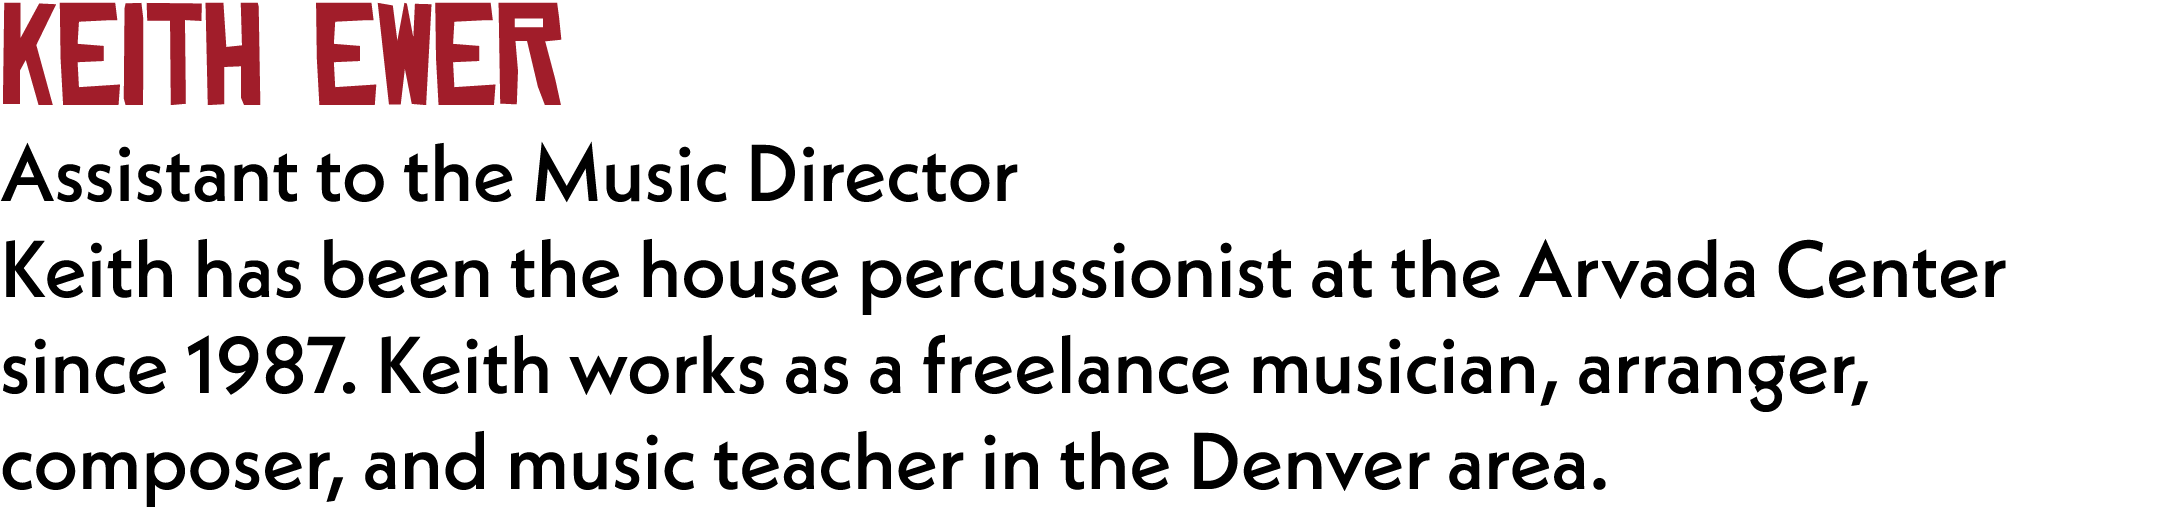 KEITH EWER
Assistant to the Music Director
Keith has been the house percussionist at the Arvada Center
since 1987. Keith works as a freelance musician, arranger,
composer, and music teacher in the Denver area.